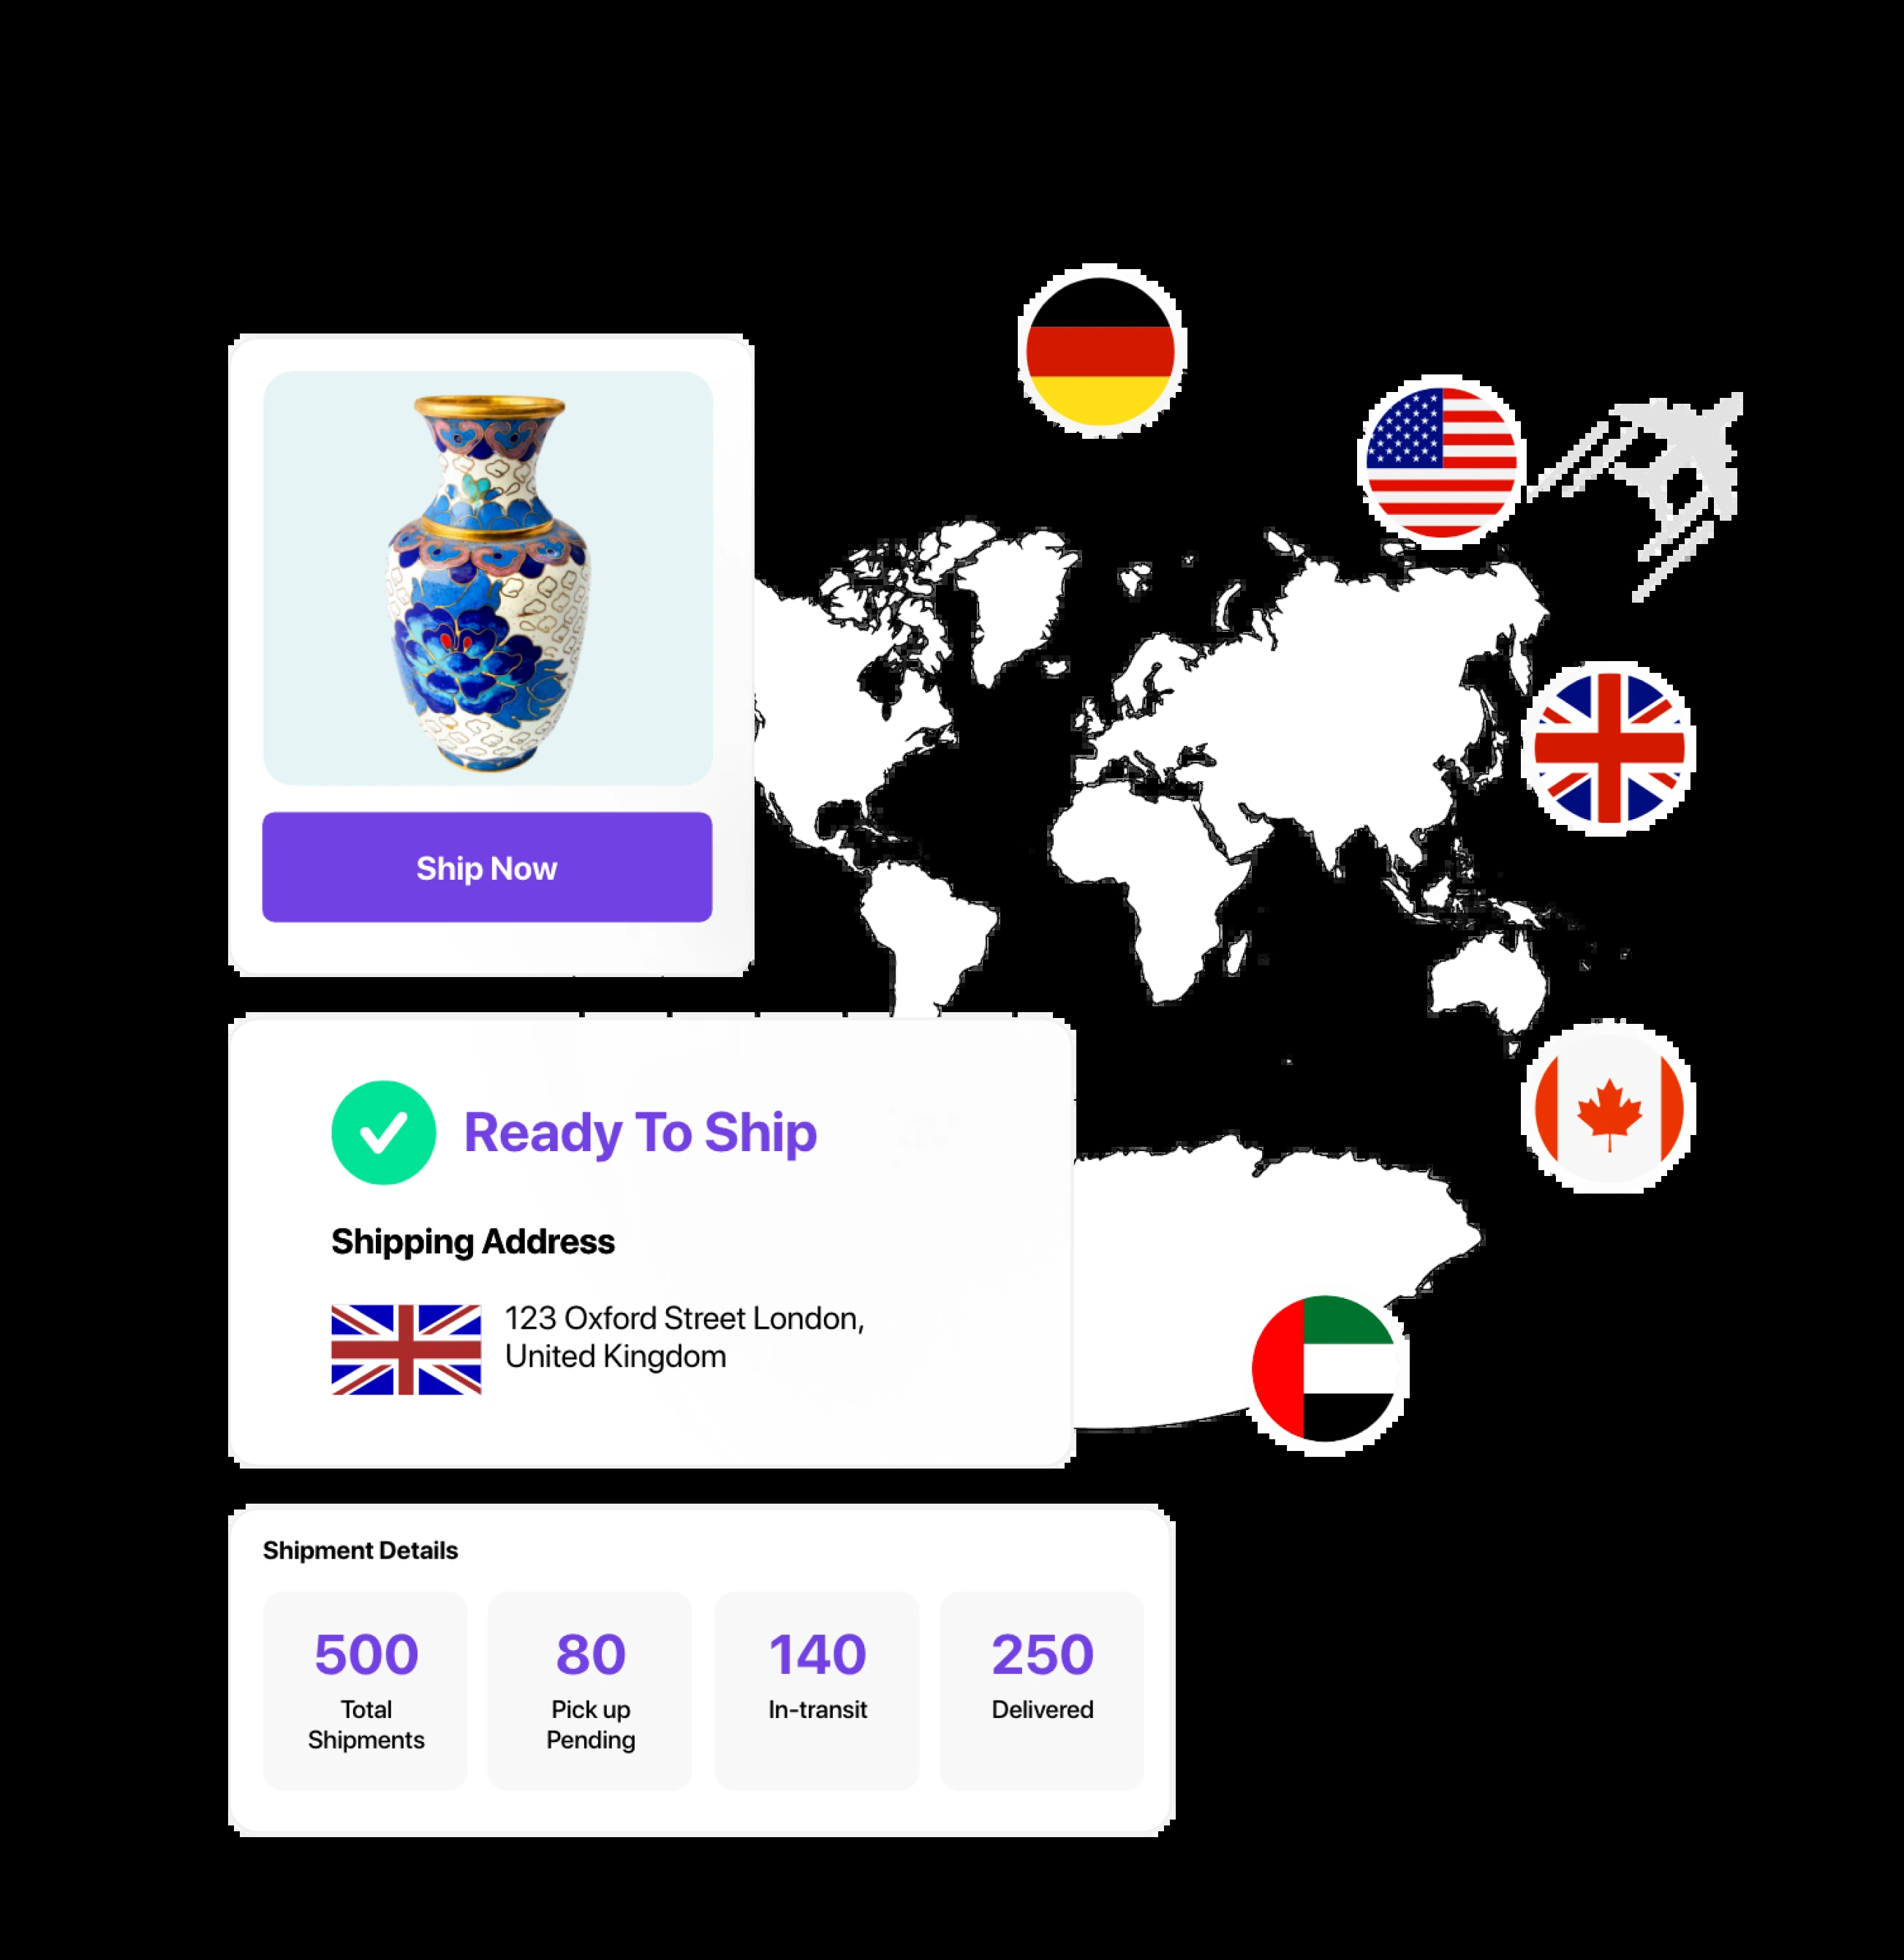 Ship Now
Ready To Ship
Shipping Address
123 Oxford Street London,
United Kingdom
Shipment Details
500
Total
Shipments
80
Pick up
Pending
140
In-transit
250
Delivered